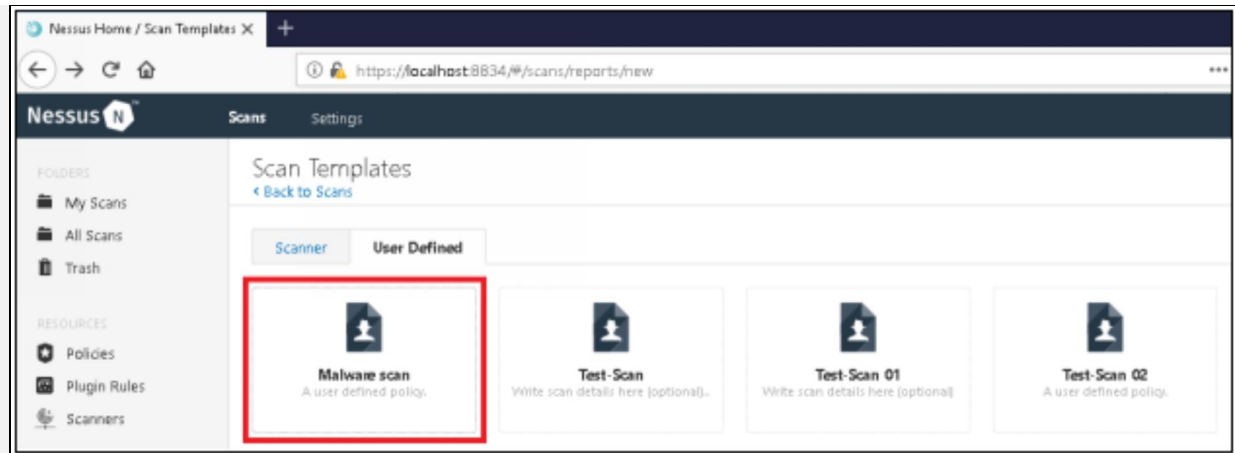 Nessus Home / Scan Templates
https://localhost:8834/#/scans/reports/new
Nessus N
Scans
Settings
FOLDERS
My Scans
All Scans
Trash
RESOURCES
Policies
Plugin Rules
Scanners
Scan Templates
Back to Scans
Scanner
User Defined
Malware scan
A user defined policy.
Test-Scan
Write scan details here (optional)..
Test-Scan 01
Write scan details here (optional)
Test-Scan 02
A user defined policy.